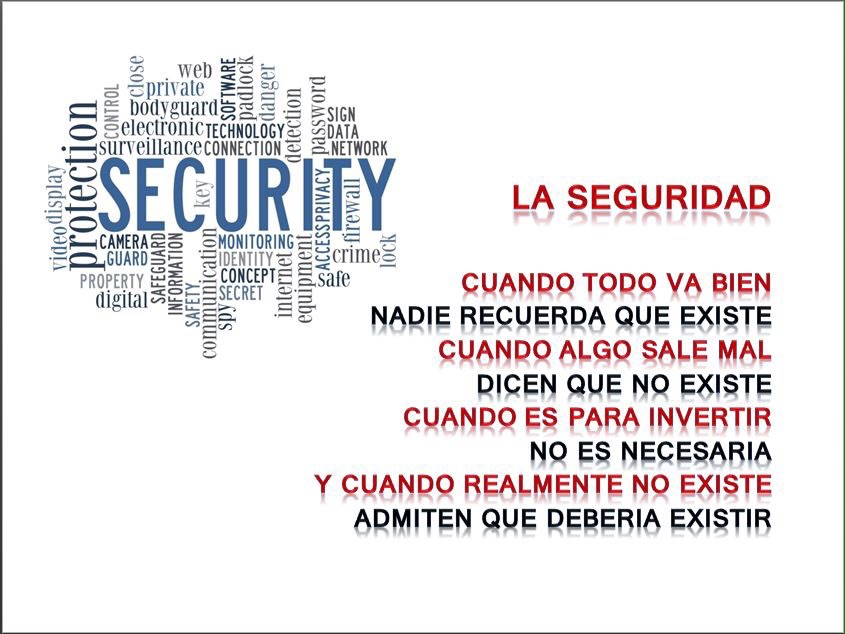 close
web
private
SOFTWARE
padlock
danger
CONTROL
bodyguard
detection
password
protection
electronic
TECHNOLOGY
SIGN
DATA
surveillance
CONNECTION
NETWORK
display
SECURITY
key
PRIVACY
firewall
video
CAMERA
GUARD
SAFEGUARD
INFORMATION
communication
MONITORING
IDENTITY
ACCESS
crime
lock
PROPERTY
CONCEPT
internet
equipment
safe
digital
SAFETY
spy
SECRET
LA SEGURIDAD
CUANDO TODO VA BIEN
NADIE RECUERDA QUE EXISTE
CUANDO ALGO SALE MAL
DICEN QUE NO EXISTE
CUANDO ES PARA INVERTIR
NO ES NECESARIA
Y CUANDO REALMENTE NO EXISTE
ADMITEN QUE DEBERIA EXISTIR